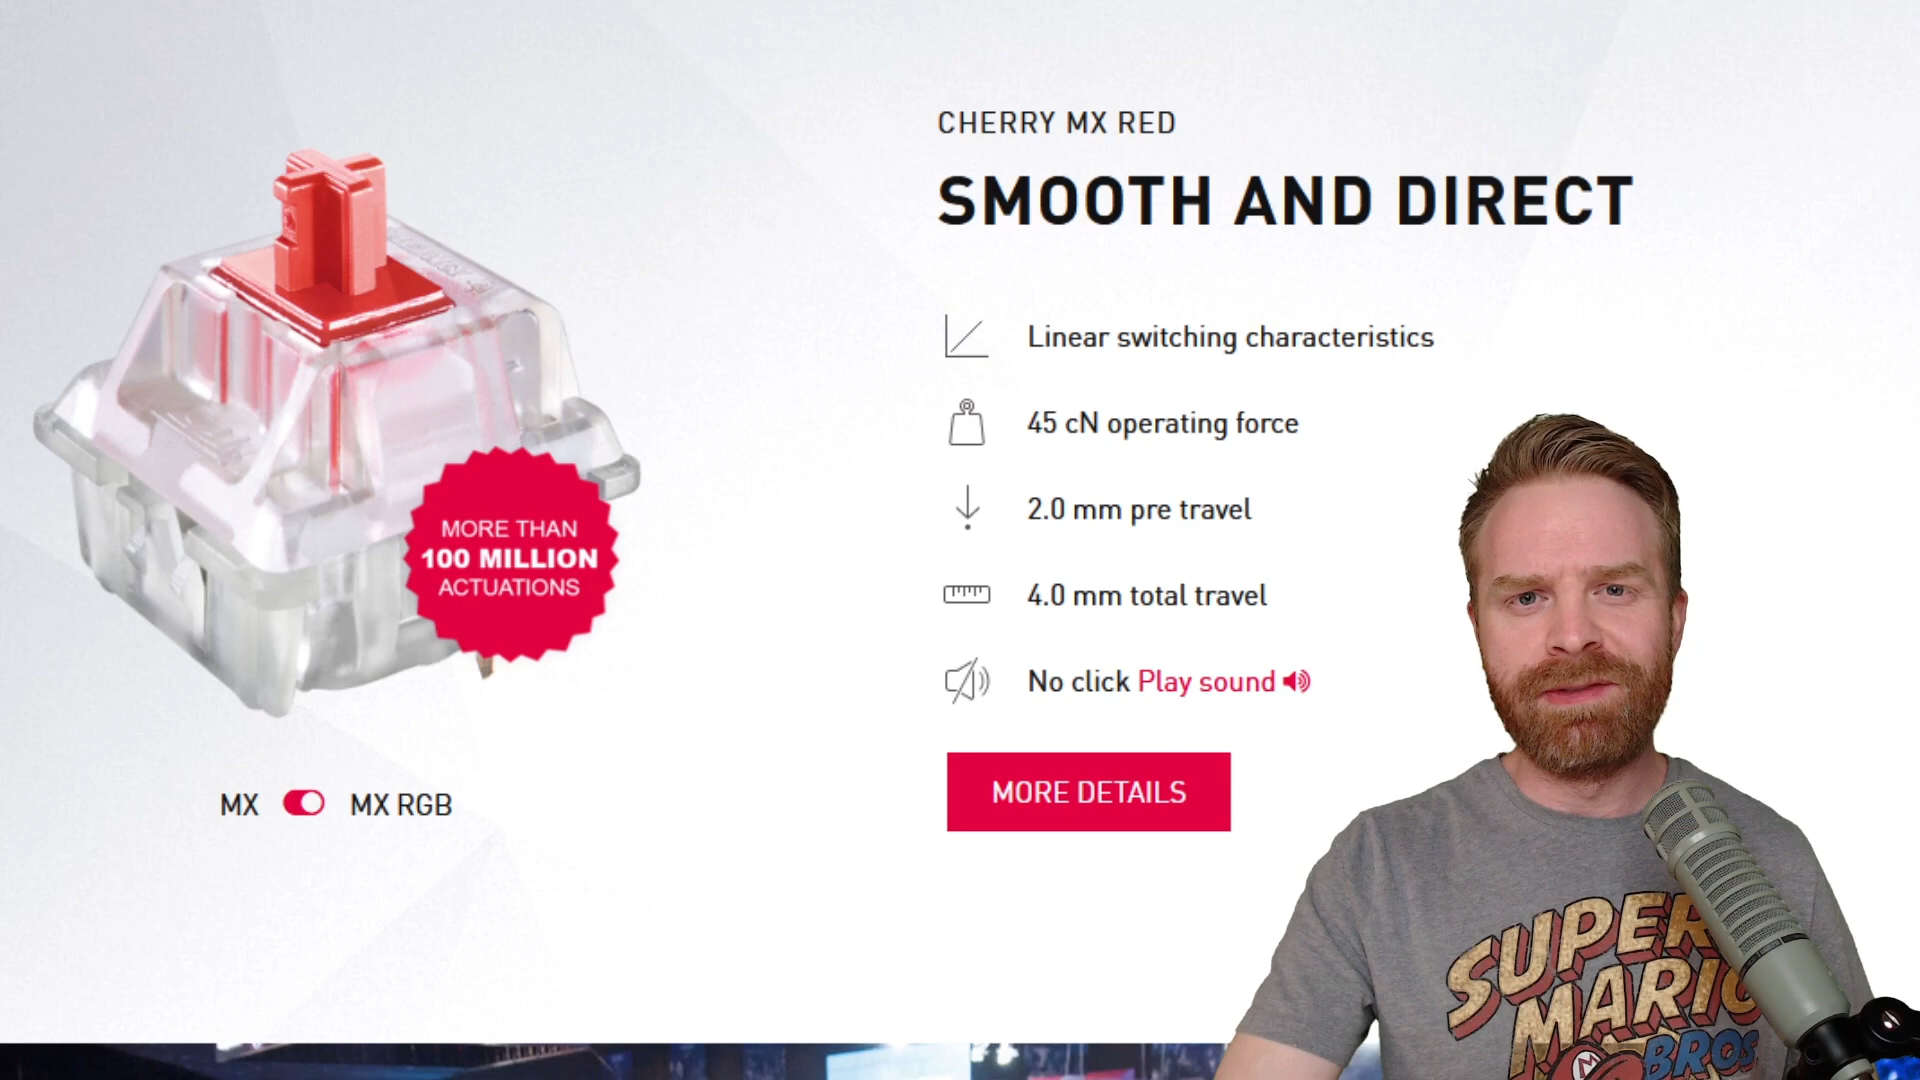 CHERRY MX RED
SMOOTH AND DIRECT
Linear switching characteristics
45 cN operating force
2.0 mm pre travel
4.0 mm total travel
No click Play sound
MORE DETAILS
MORE THAN
100 MILLION
ACTUATIONS
MX MX RGB
SUPER
MARIO
BROS
M